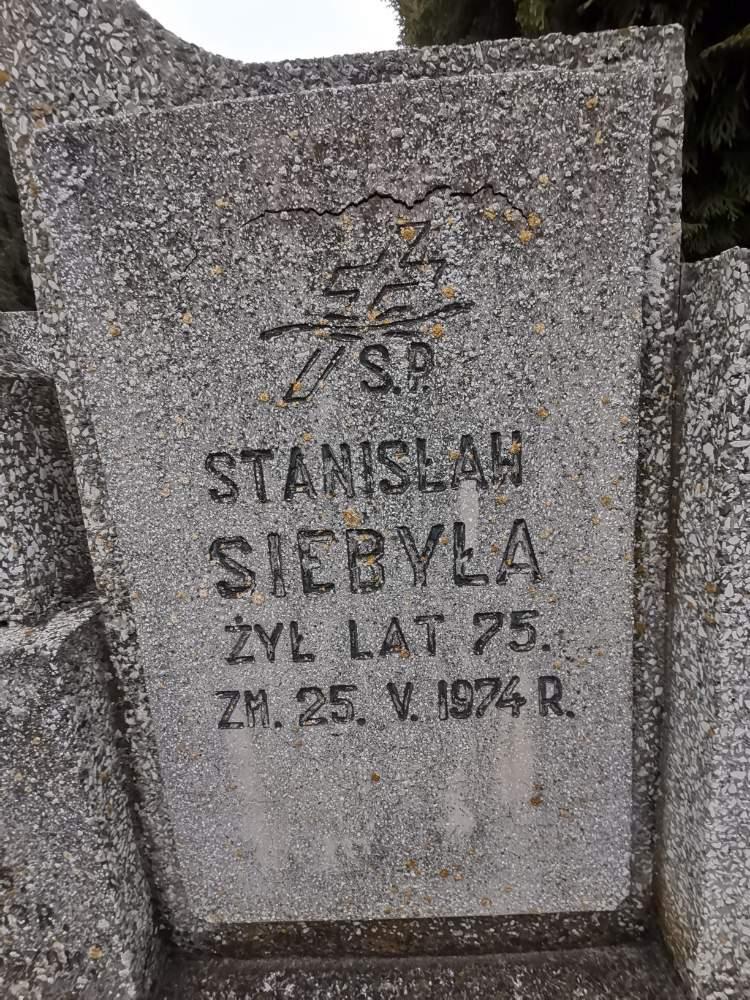 S.P.
STANISŁAW
SIEBYŁA
ŻYŁ LAT 75.
ZM. 25. V. 1974 R.